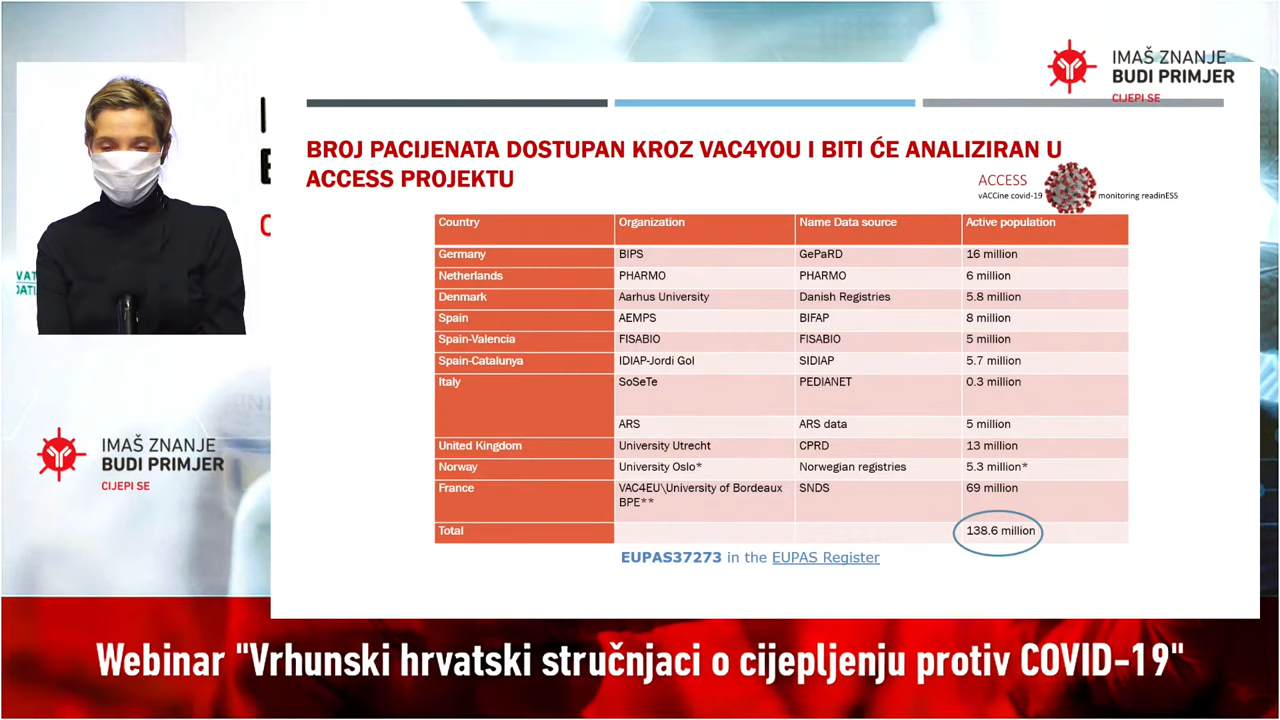 IMAŠ ZNANJE
BUDI PRIMJER
CIJEPI SE
BROJ PACIJENATA DOSTUPAN KROZ VAC4YOU I BITI ĆE ANALIZIRAN U
ACCESS PROJEKTU
ACCESS
vACCine covid-19 monitoring readinESS
Country Organization Name Data source Active population
Germany BIPS GePaRD 16 million
Netherlands PHARMO PHARMO 6 million
Denmark Aarhus University Danish Registries 5.8 million
Spain AEMPS BIFAP 8 million
Spain-Valencia FISABIO FISABIO 5 million
Spain-Catalunya IDIAP-Jordi Gol SIDIAP 5.7 million
Italy SoSeTe PEDIANET 0.3 million
ARS ARS data 5 million
United Kingdom University Utrecht CPRD 13 million
Norway University Oslo* Norwegian registries 5.3 million*
France VAC4EU\University of Bordeaux SNDS 69 million
BPE**
Total 138.6 million
EUPAS37273 in the EUPAS Register
IMAŠ ZNANJE
BUDI PRIMJER
CIJEPI SE
Webinar "Vrhunski hrvatski stručnjaci o cijepljenju protiv COVID-19"